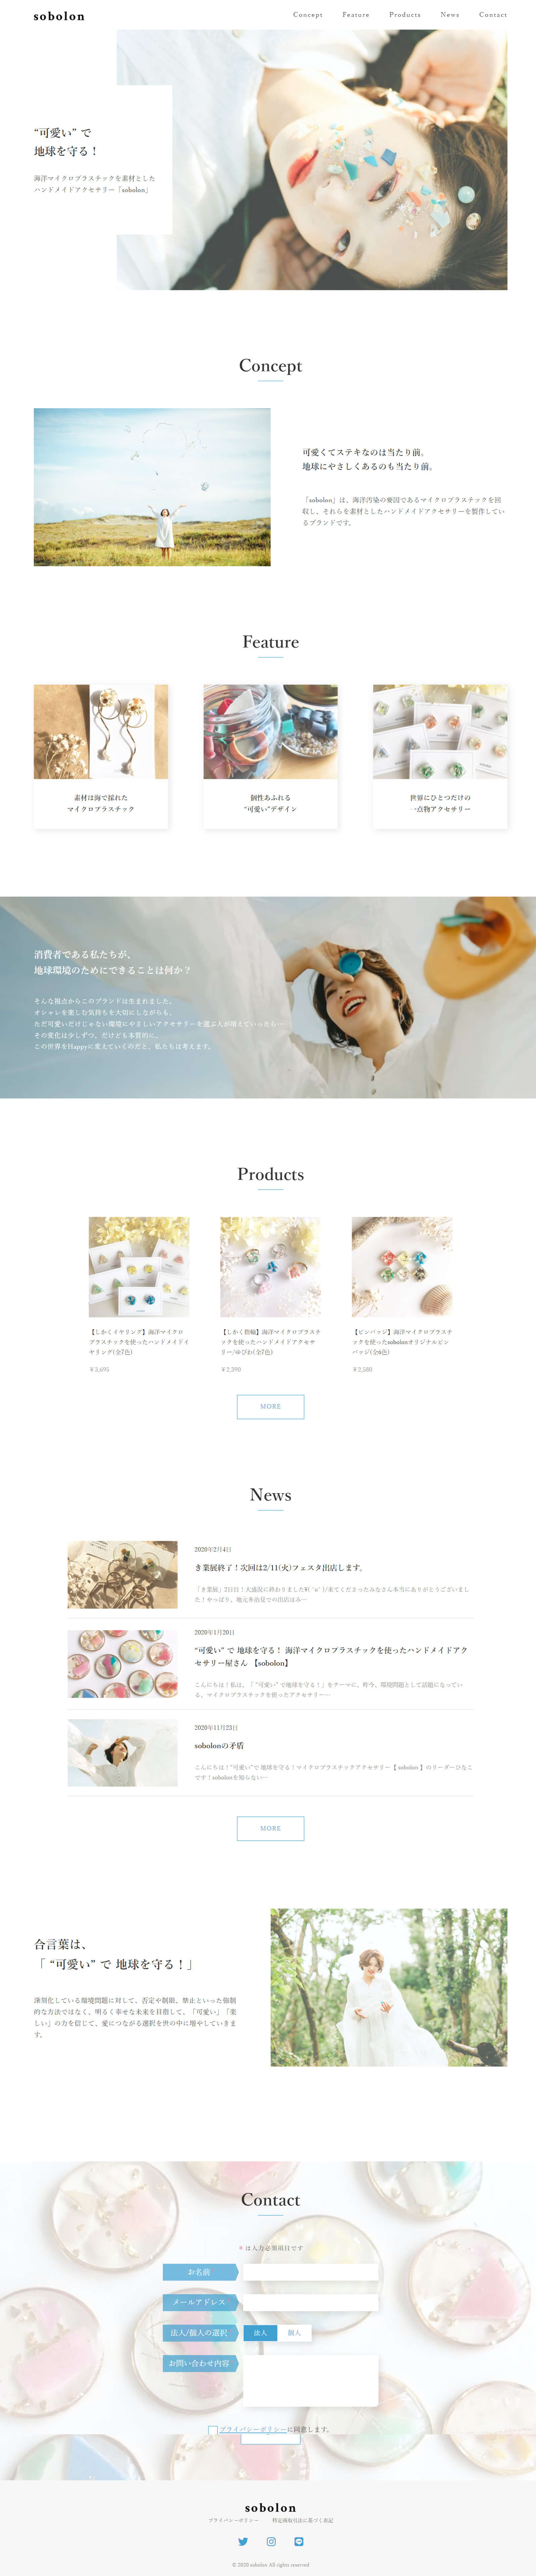 sobolon
Concept Feature Products News Contact
“可愛い” で
地球を守る！
海洋マイクロプラスチックを素材とした
ハンドメイドアクセサリー「sobolon」
Concept
可愛くてステキなのは当たり前。
地球にやさしくあるのも当たり前。
「sobolon」は、海洋汚染の要因であるマイクロプラスチックを回
収し、それらを素材としたハンドメイドアクセサリーを製作してい
るブランドです。
Feature
素材は海で採れた
マイクロプラスチック
個性あふれる
“可愛い”デザイン
世界にひとつだけの
一点物アクセサリー
消費者である私たちが、
地球環境のためにできることは何か？
そんな視点からこのブランドは生まれました。
オシャレを楽しむ気持ちを大切にしながらも、
ただ可愛いだけじゃない環境にやさしいアクセサリーを選ぶ人が増えていったら…
その変化は少しずつ、だけども本質的に、
この世界をHappyに変えていくのだと、私たちは考えます。
Products
【しかくイヤリング】海洋マイクロ
プラスチックを使ったハンドメイドイ
ヤリング(全7色)
￥3,695
【しかく指輪】海洋マイクロプラスチ
ックを使ったハンドメイドアクセサ
リー/ゆびわ(全7色)
￥2,390
【ピンバッジ】海洋マイクロプラスチ
ックを使ったsobolonオリジナルピン
バッジ(全6色)
￥2,580
MORE
News
2020年2月4日
き業展終了！次回は2/11(火)フェスタ出店します。
「き業展」2日目！大盛況に終わりました
来てくださったみなさん本当にありがとうございまし
た！やっぱり、地元糸島是での出店はみ…
2020年1月20日
“可愛い” で 地球を守る！ 海洋マイクロプラスチックを使ったハンドメイドアク
セサリー屋さん 【sobolon】
こんにちは！私は、「 “可愛い” で地球を守る！」をテーマに、昨今、環境問題として話題になってい
る、マイクロプラスチックを使ったアクセサリー…
2020年11月23日
sobolonの矛盾
こんにちは！“可愛い”で 地球を守る！マイクロプラスチックアクセサリー【 sobolon 】のリーダーひなこ
です！sobolonを知らない…
MORE
合言葉は、
「 “可愛い” で 地球を守る！」
深刻化している環境問題に対して、否定や制限、禁止といった強制
的な方法ではなく、明るく幸せな未来を目指して、「可愛い」「楽
しい」の力を信じて、愛につながる選択を世の中に増やしていきま
す。
Contact
* は入力必須項目です
お名前
メールアドレス
法人/個人の選択
法人 個人
お問い合わせ内容
プライバシーポリシーに同意します。
sobolon
プライバシーポリシー 特定商取引法に基づく表記
© 2020 sobolon All rights reserved